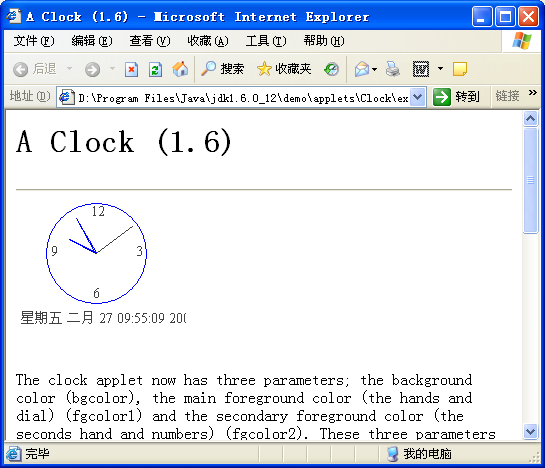 A Clock (1.6) - Microsoft Internet Explorer
文件(F) 编辑(E) 查看(V) 收藏(A) 工具(T) 帮助(H)
后退 搜索 收藏夹 W
地址(D) D:\Program Files\Java\jdk1.6.0_12\demo\applets\Clock\ex 转到 链接 »
A Clock (1.6)
12
9 3
6
星期五 二月 27 09:55:09 200
The clock applet now has three parameters; the background
color (bgcolor), the main foreground color (the hands and
dial) (fgcolor1) and the secondary foreground color (the
seconds hand and numbers) (fgcolor2). These three parameters
完毕 我的电脑